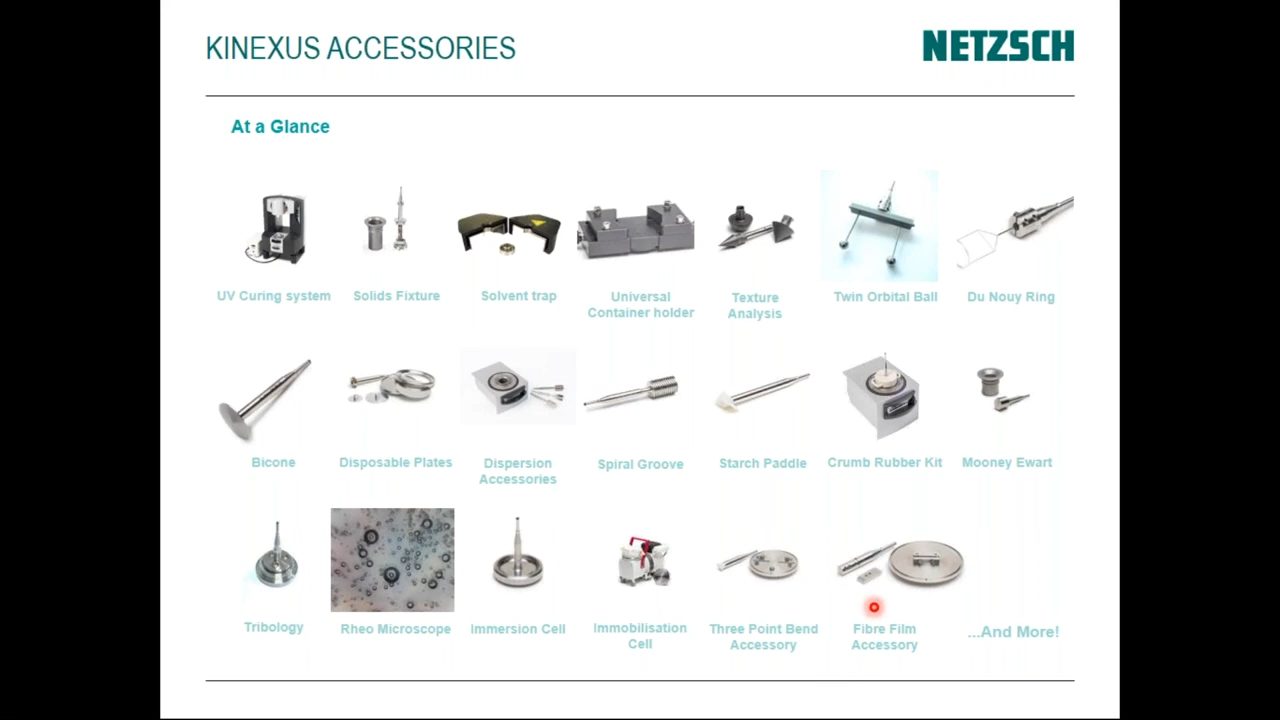 KINEXUS ACCESSORIES
NETZSCH
At a Glance
UV Curing system
Solids Fixture
Solvent trap
Universal
Container holder
Texture
Analysis
Twin Orbital Ball
Du Nouy Ring
Bicone
Disposable Plates
Dispersion
Accessories
Spiral Groove
Starch Paddle
Crumb Rubber Kit
Mooney Ewart
Tribology
Rheo Microscope
Immersion Cell
Immobilisation
Cell
Three Point Bend
Accessory
Fibre Film
Accessory
...And More!